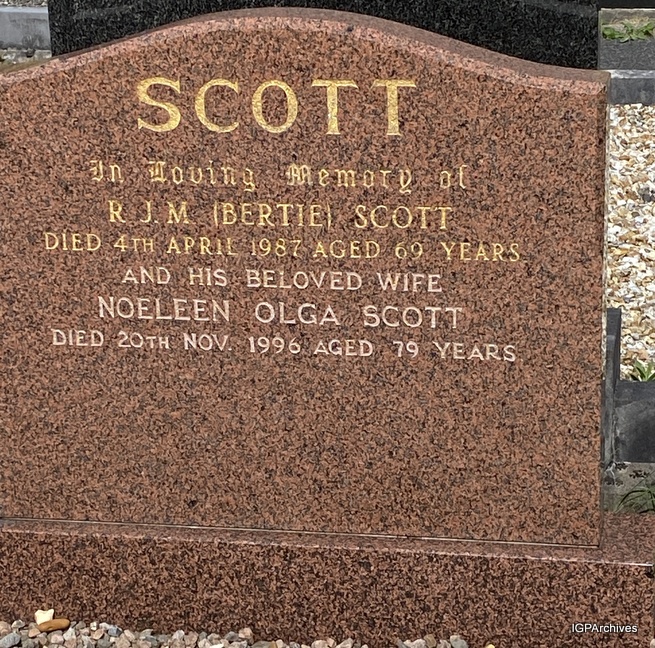 SCOTT
In Loving Memory of
R.J.M. (BERTIE) SCOTT
DIED 4TH APRIL 1987 AGED 69 YEARS
AND HIS BELOVED WIFE
NOELEEN OLGA SCOTT
DIED 20TH NOV. 1996 AGED 79 YEARS
IGPArchives